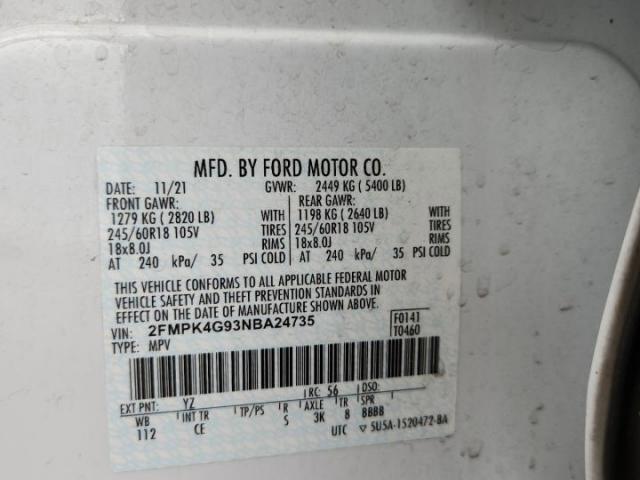 MFD. BY FORD MOTOR CO.
DATE: 11/21 GVWR: 2449 KG ( 5400 LB)
FRONT GAWR: REAR GAWR:
1279 KG ( 2820 LB) WITH 1198 KG ( 2640 LB) WITH
245/60R18 105V TIRES 245/60R18 105V TIRES
18x8.0J RIMS 18x8.0J RIMS
AT 240 kPa/ 35 PSI COLD AT 240 kPa/ 35 PSI COLD
THIS VEHICLE CONFORMS TO ALL APPLICABLE FEDERAL MOTOR
VEHICLE SAFETY AND THEFT PREVENTION STANDARDS IN
EFFECT ON THE DATE OF MANUFACTURE SHOWN ABOVE.
VIN: 2FMPK4G93NBA24735 F0141
TYPE: MPV T0460
EXT PNT: YZ RC: 56 DSO:
WB INT TR TP/PS R AXLE TR SPR
112 CE S 3K 8 BBBB
UTC 5U5A-1520472-BA